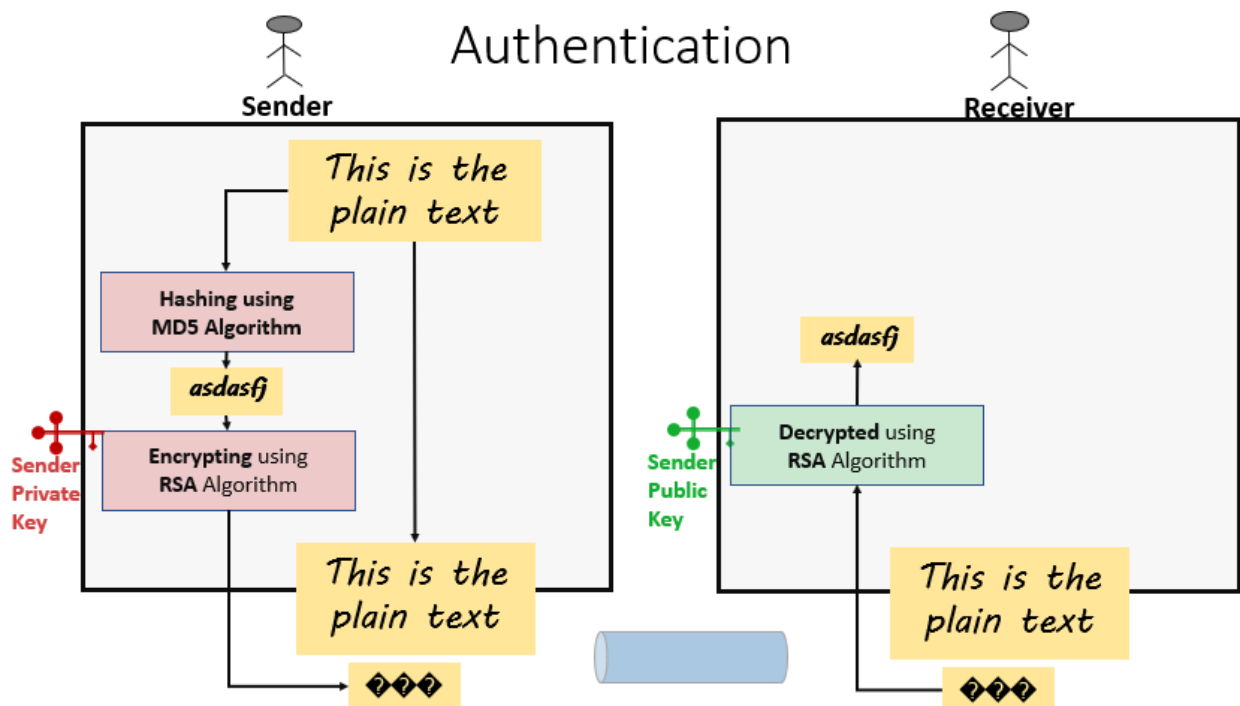 Authentication
Sender
This is the
plain text
Hashing using
MD5 Algorithm
asdasfj
Sender
Private
Key
Encrypting using
RSA Algorithm
This is the
plain text
���
Receiver
asdasfj
Sender
Public
Key
Decrypted using
RSA Algorithm
This is the
plain text
���